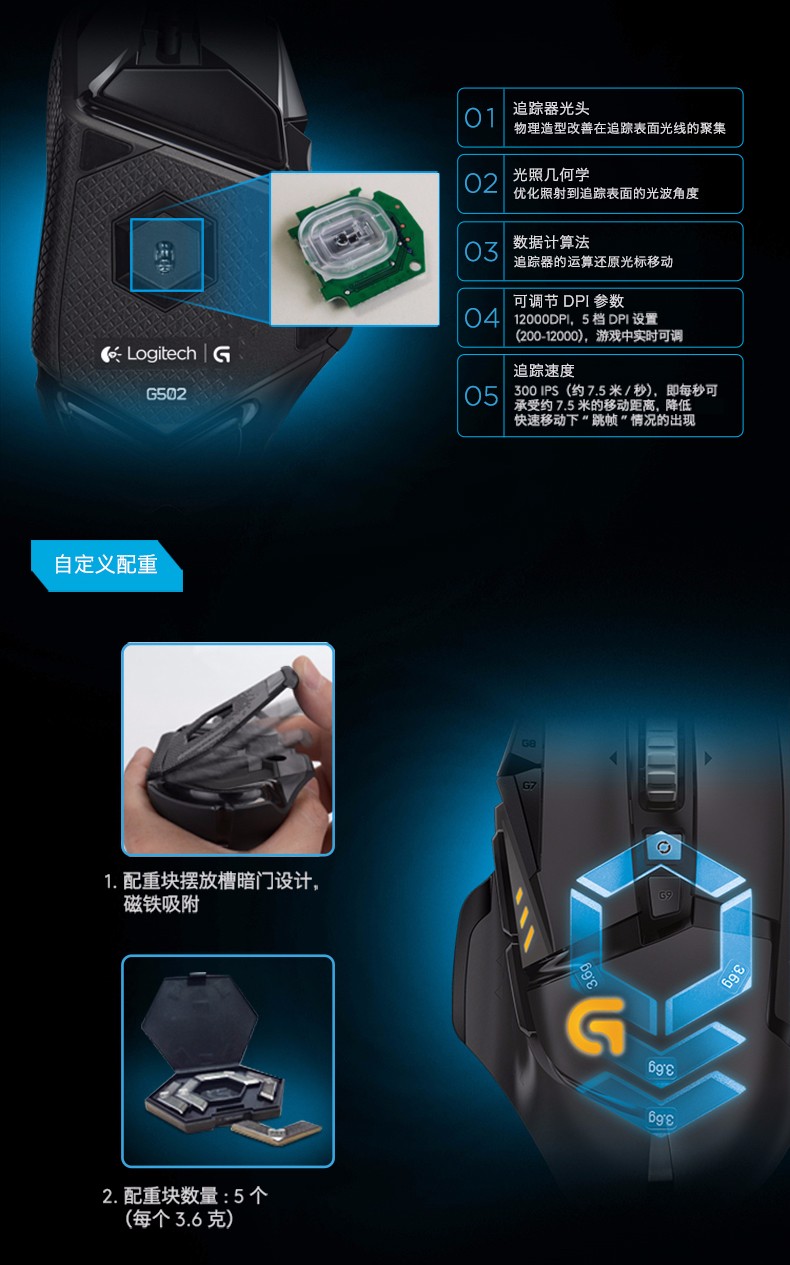 01
追踪器光头
物理造型改善在追踪表面光线的聚集
02
光照几何学
优化照射到追踪表面的光波角度
03
数据计算法
追踪器的运算还原光标移动
04
可调节 DPI 参数
12000DPI，5 档 DPI 设置
（200-12000），游戏中实时可调
05
追踪速度
300 IPS（约 7.5 米 / 秒），即每秒可
承受约 7.5 米的移动距离，降低
快速移动下“跳帧”情况的出现
Logitech | G
G502
自定义配重
1. 配重块摆放槽暗门设计，
磁铁吸附
2. 配重块数量 : 5 个
（每个 3.6 克）
G8
G7
G9
3.6g
3.6g
G
3.6g
3.6g